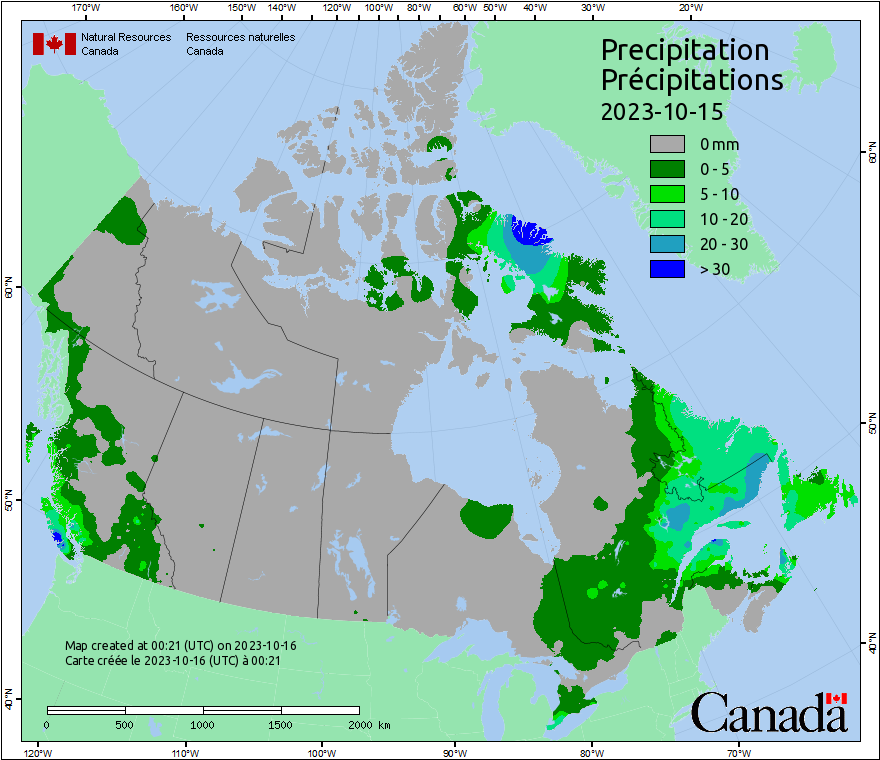 170°W 160°W 150°W 140°W 120°W 100°W 80°W 60°W 50°W 40°W 30°W 20°W
Natural Resources Ressources naturelles
Canada Canada
Precipitation
Précipitations
2023-10-15
0 mm
0 - 5
5 - 10
10 - 20
20 - 30
> 30
60°N
60°N
50°N
50°N
40°N
40°N
Map created at 00:21 (UTC) on 2023-10-16
Carte créée le 2023-10-16 (UTC) à 00:21
0 500 1000 1500 2000 km
Canada
120°W 110°W 100°W 90°W 80°W 70°W